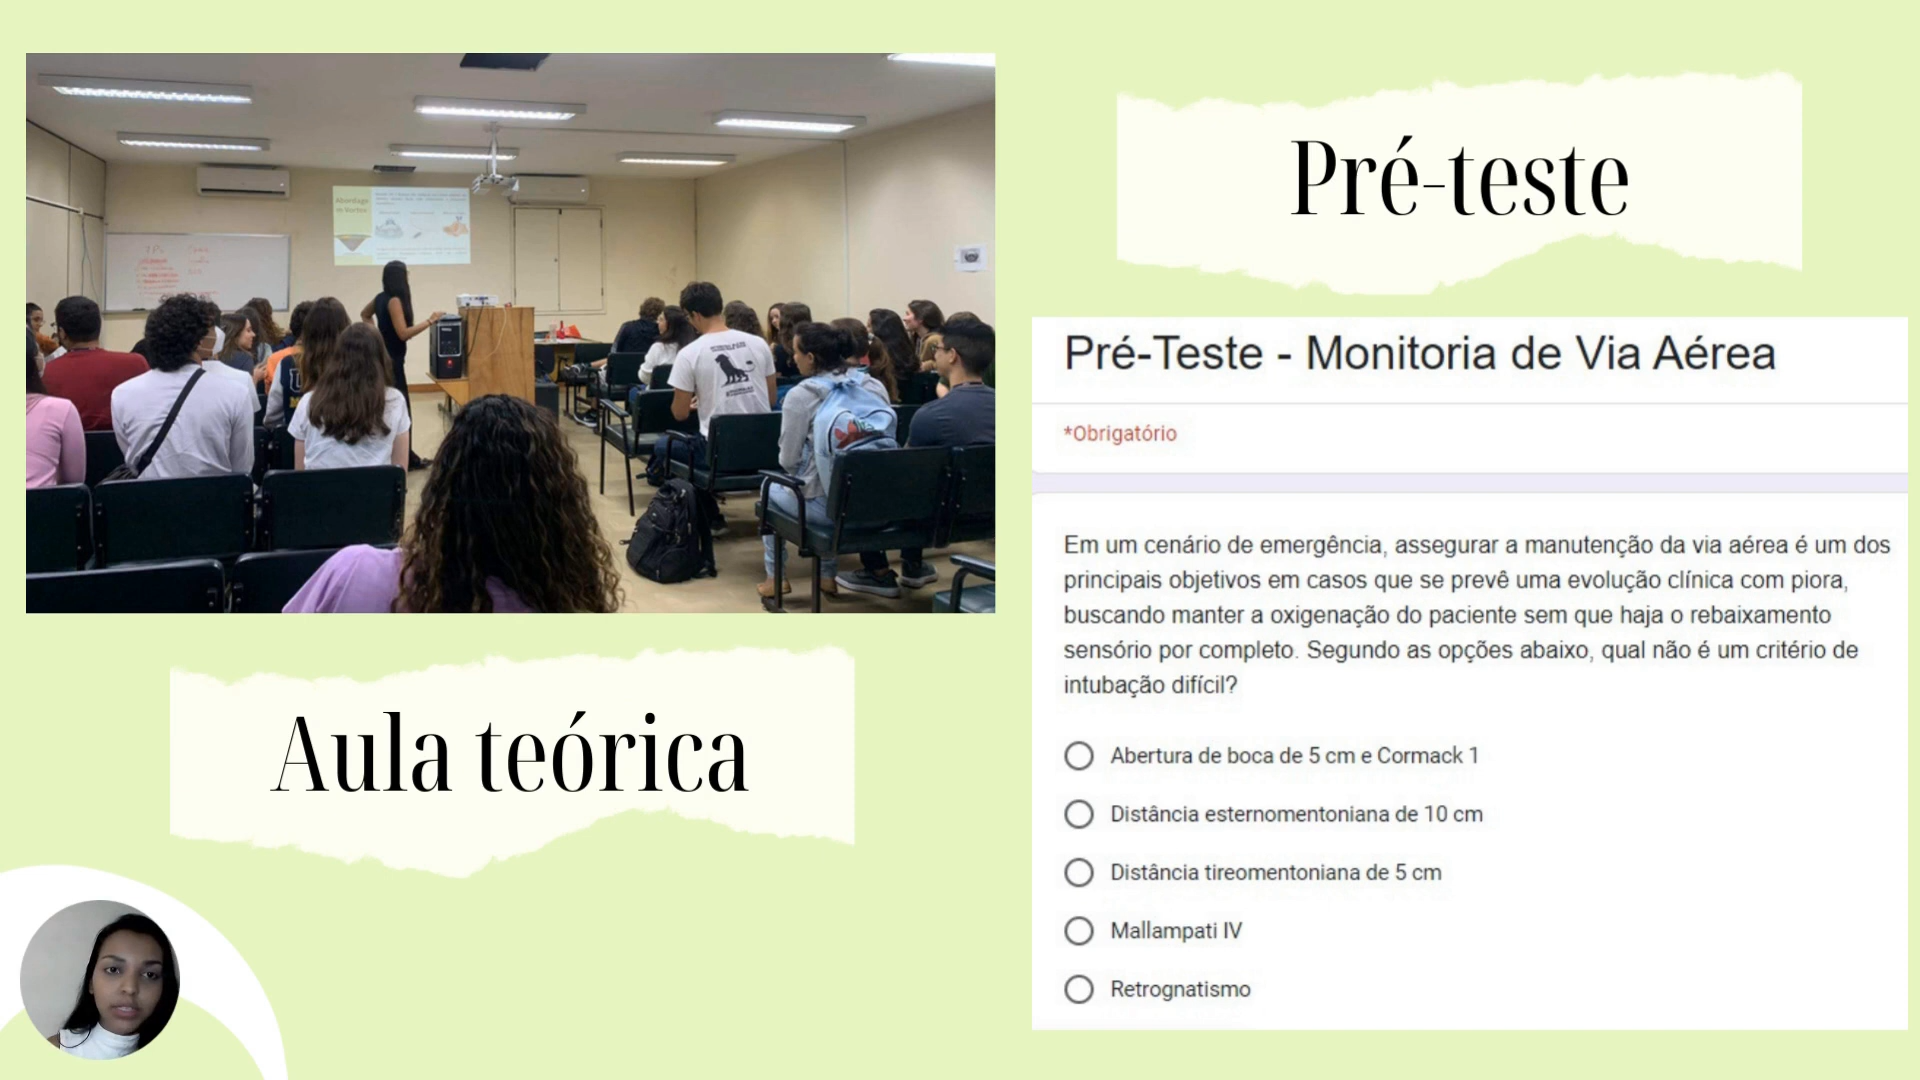 Abordage
m Vortex
Aula teórica
Pré-teste
Pré-Teste - Monitoria de Via Aérea
*Obrigatório
Em um cenário de emergência, assegurar a manutenção da via aérea é um dos
principais objetivos em casos que se prevê uma evolução clínica com piora,
buscando manter a oxigenação do paciente sem que haja o rebaixamento
sensório por completo. Segundo as opções abaixo, qual não é um critério de
intubação difícil?
Abertura de boca de 5 cm e Cormack 1
Distância esternomentoniana de 10 cm
Distância tireomentoniana de 5 cm
Mallampati IV
Retrognatismo